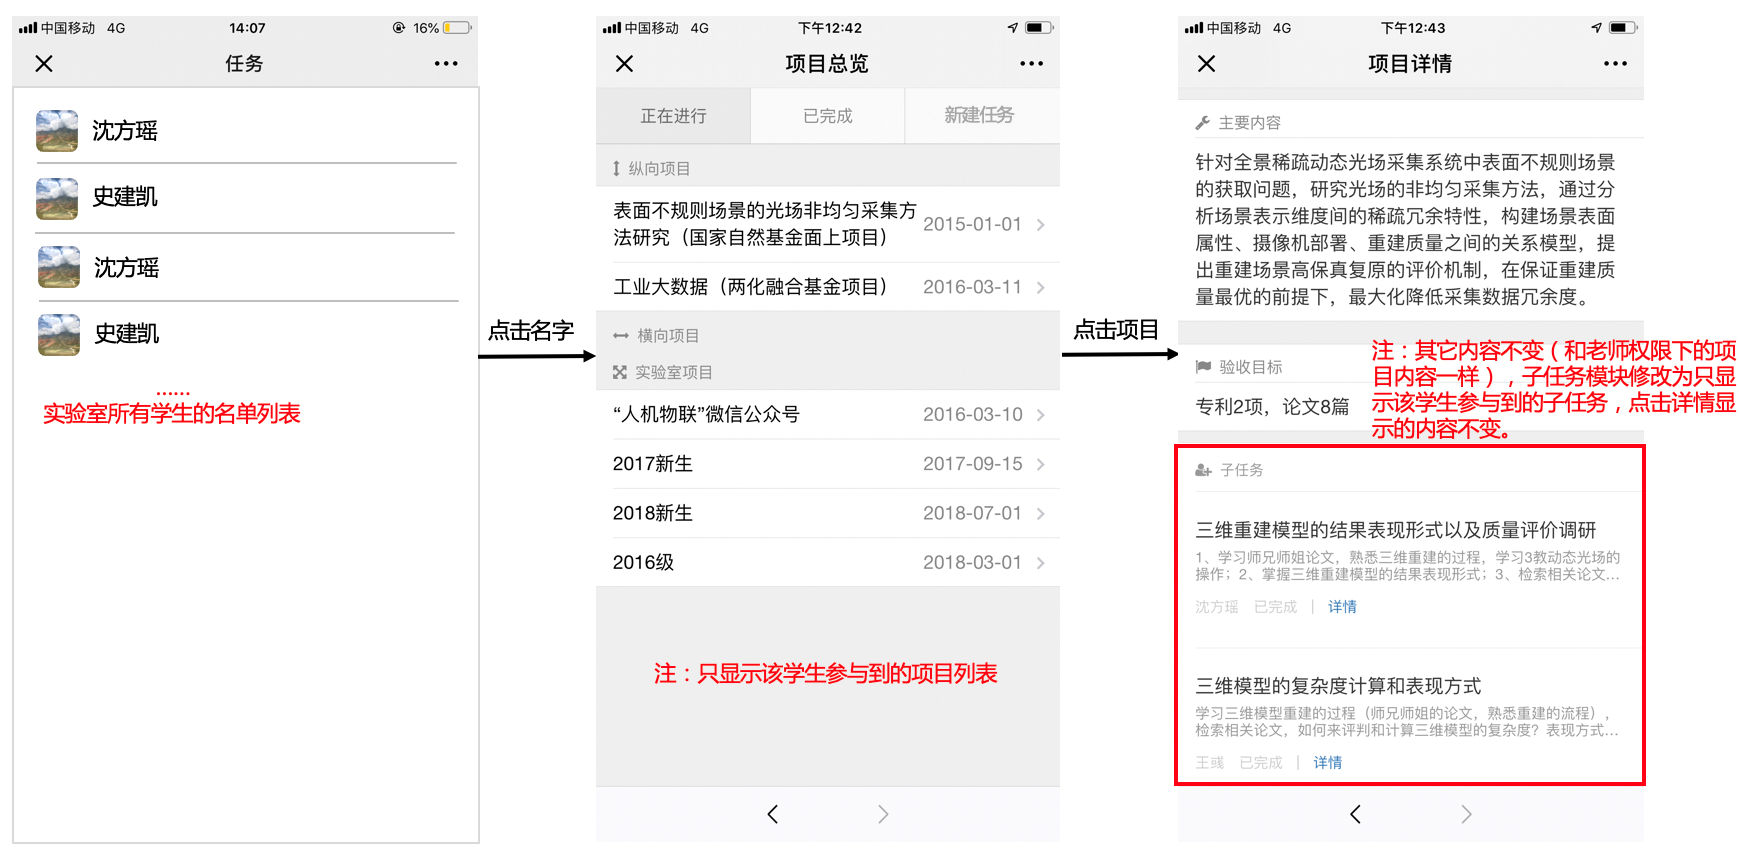 中国移动 4G 14:07 16%
任务
沈方瑶
史建凯
沈方瑶
史建凯
……
实验室所有学生的名单列表
点击名字
中国移动 4G 下午12:42
项目总览
正在进行 已完成 新建任务
纵向项目
表面不规则场景的光场非均匀采集方
法研究（国家自然基金面上项目） 2015-01-01
工业大数据（两化融合基金项目） 2016-03-11
横向项目
实验室项目
“人机物联”微信公众号 2016-03-10
2017新生 2017-09-15
2018新生 2018-07-01
2016级 2018-03-01
注：只显示该学生参与到的项目列表
点击项目
中国移动 4G 下午12:43
项目详情
主要内容
针对全景稀疏动态光场采集系统中表面不规则场景
的获取问题，研究光场的非均匀采集方法，通过分
析场景表示维度间的稀疏冗余特性，构建场景表面
属性、摄像机部署、重建质量之间的关系模型，提
出重建场景高保真复原的评价机制，在保证重建质
量最优的前提下，最大化降低采集数据冗余度。
注：其它内容不变（和老师权限下的项
目内容一样），子任务模块修改为只显
示该学生参与到的子任务，点击详情显
示的内容不变。
验收目标
专利2项，论文8篇
子任务
三维重建模型的结果表现形式以及质量评价调研
1、学习师兄师姐论文，熟悉三维重建的过程，学习3教动态光场的
操作；2、掌握三维重建模型的结果表现形式；3、检索相关论文...
沈方瑶 已完成 | 详情
三维模型的复杂度计算和表现方式
学习三维模型重建的过程（师兄师姐的论文，熟悉重建的流程），
检索相关论文，如何来评判和计算三维模型的复杂度？表现方式...
王彧 已完成 | 详情